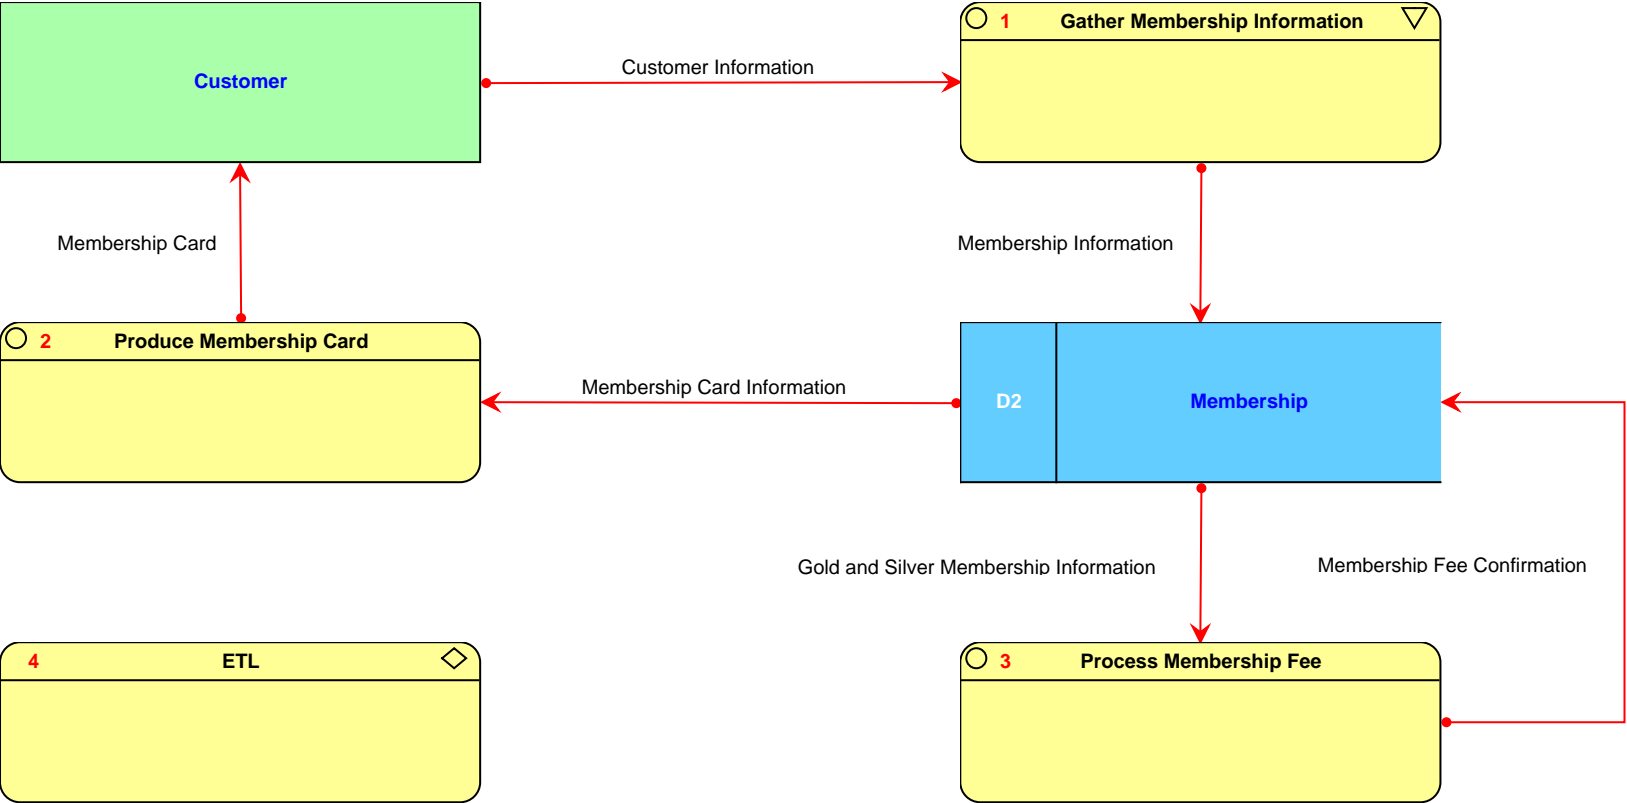 Customer
Customer Information
1 Gather Membership Information
Membership Card
Membership Information
2 Produce Membership Card
Membership Card Information
D2 Membership
Gold and Silver Membership Information
Membership Fee Confirmation
4 ETL
3 Process Membership Fee